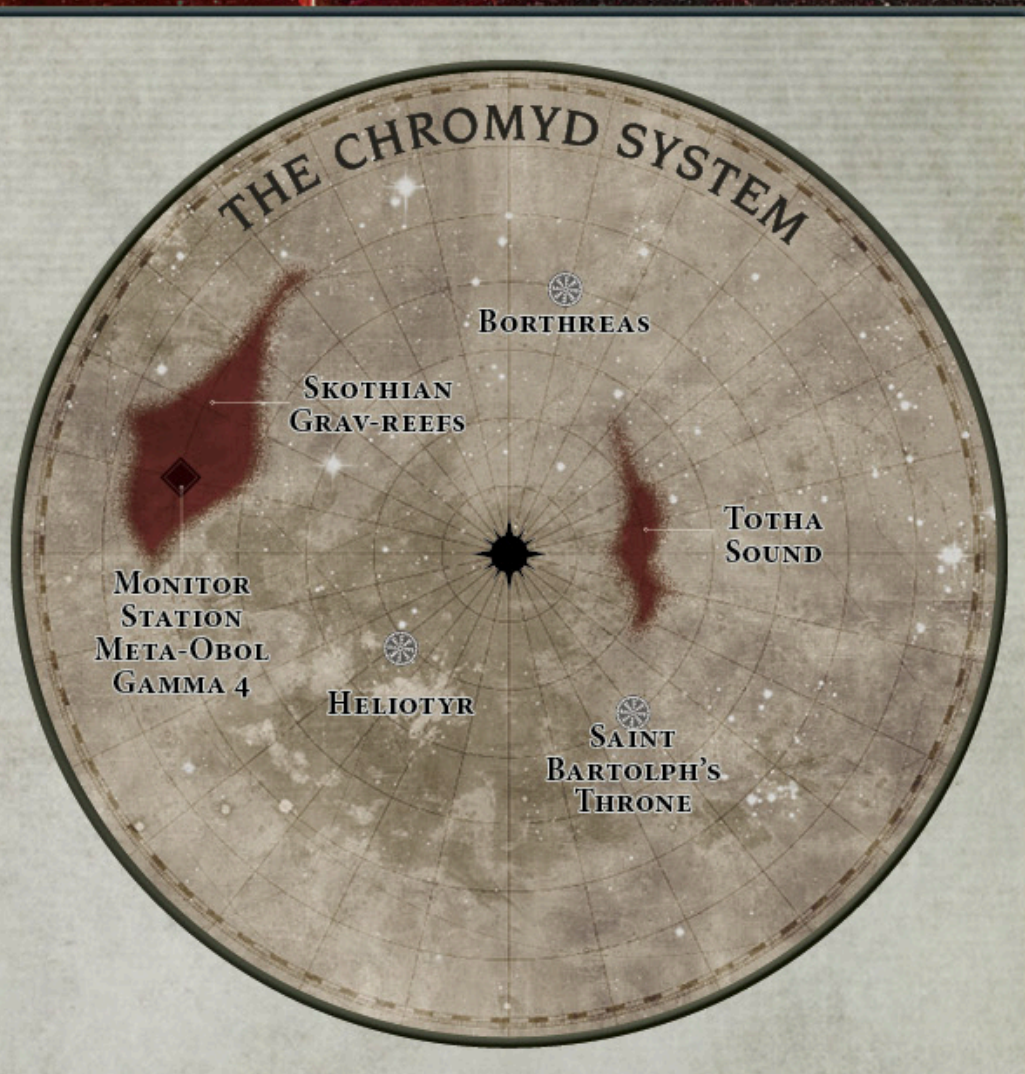 THE CHROMYD SYSTEM
BORTHREAS
SKOTHIAN
GRAV-REEFS
TOTHA
SOUND
MONITOR
STATION
META-OBOL
GAMMA 4
HELIOTYR
SAINT
BARTOLPH'S
THRONE